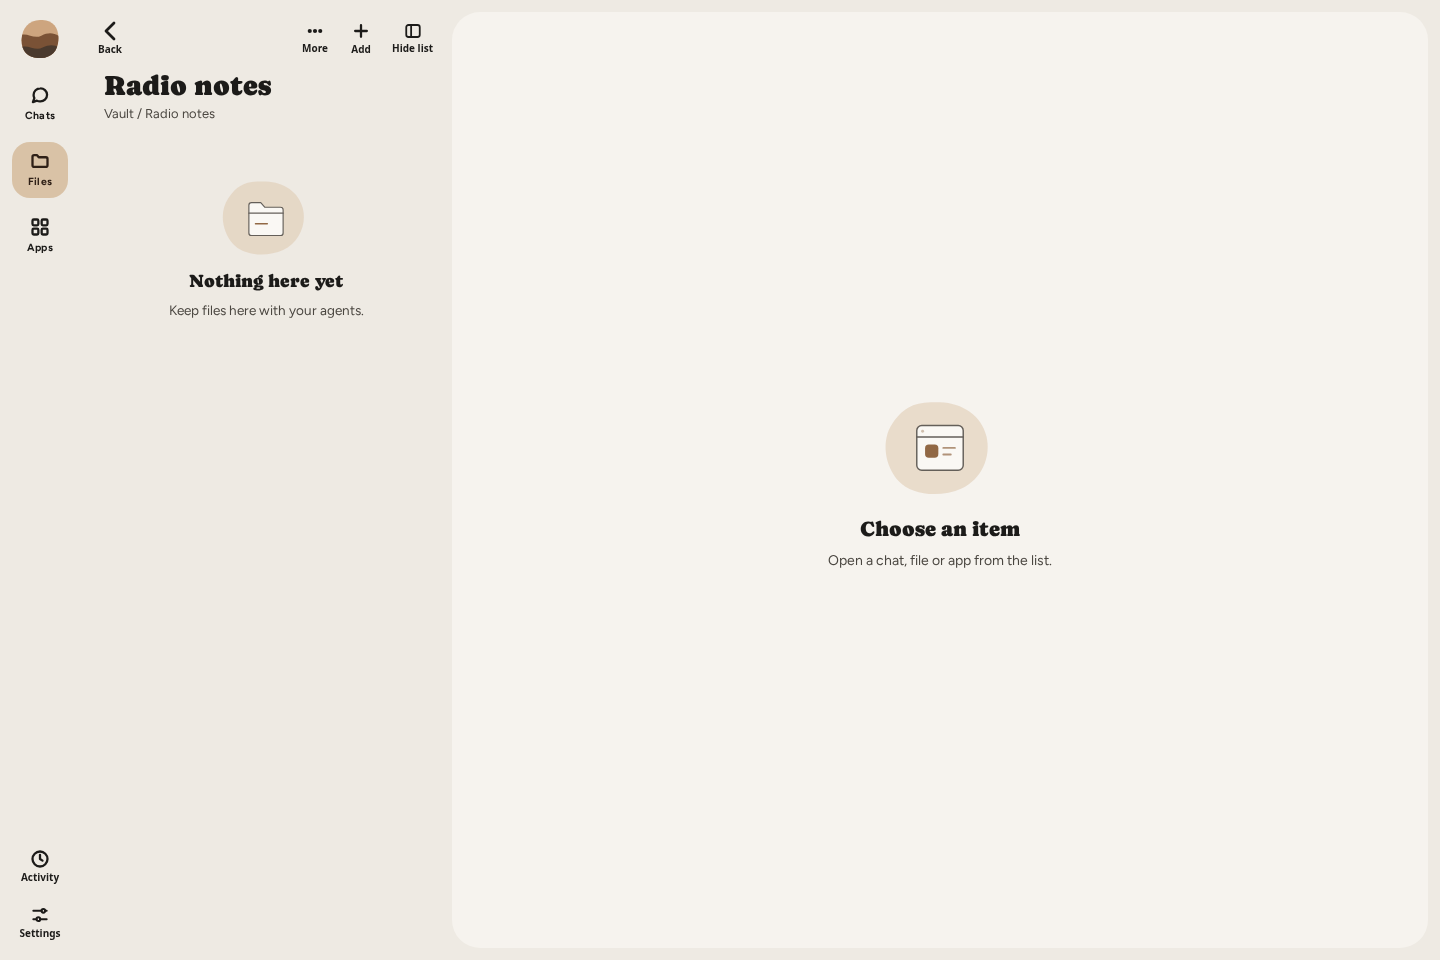 Back
More
Add
Hide list
Radio notes
Vault / Radio notes
Chats
Files
Apps
Nothing here yet
Keep files here with your agents.
Choose an item
Open a chat, file or app from the list.
Activity
Settings